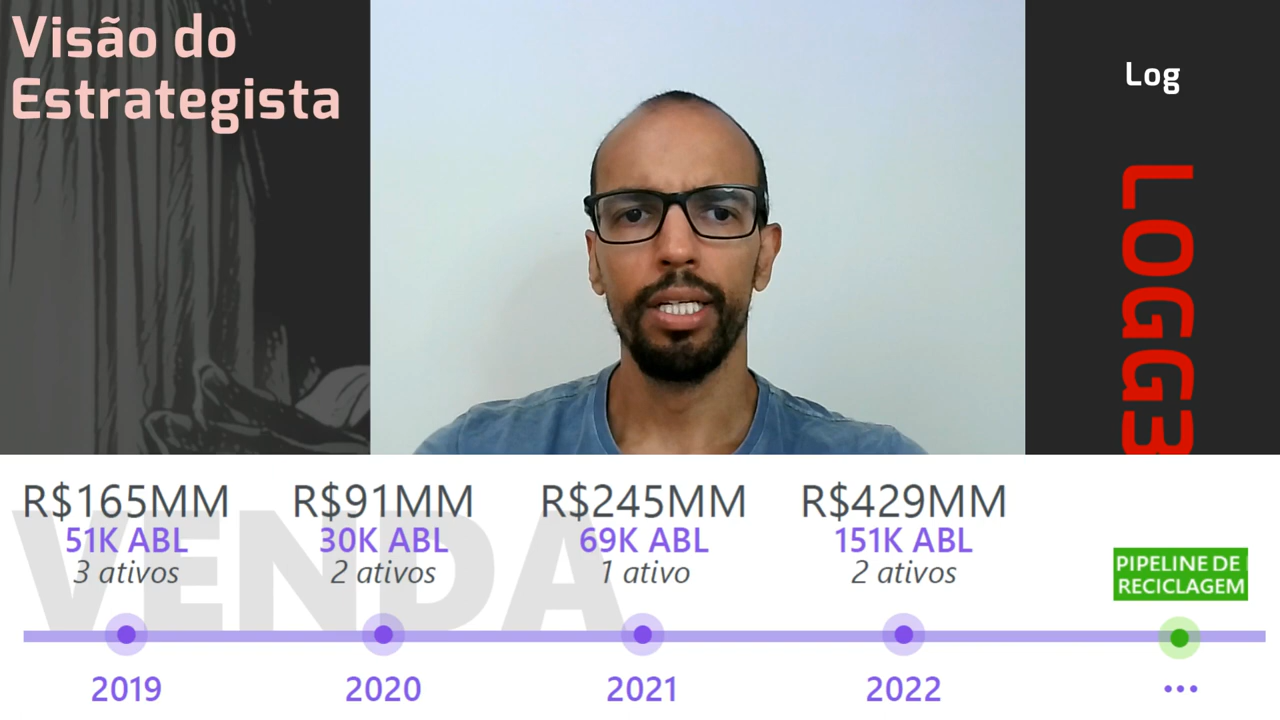 Visão do
Estrategista
Log
LOGG3
VENDA
R$165MM
51K ABL
3 ativos
R$91MM
30K ABL
2 ativos
R$245MM
69K ABL
1 ativo
R$429MM
151K ABL
2 ativos
PIPELINE DE
RECICLAGEM
2019
2020
2021
2022
...